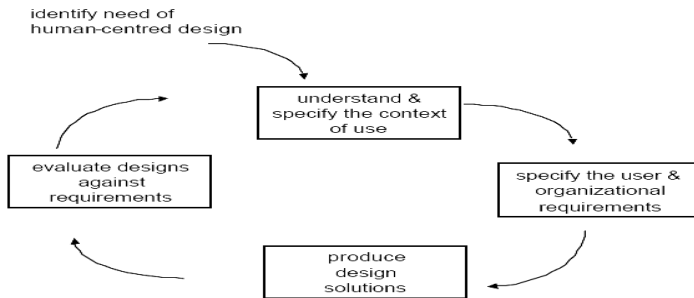 identify need of
human-centred design
understand &
specify the context
of use
specify the user &
organizational
requirements
produce
design
solutions
evaluate designs
against
requirements